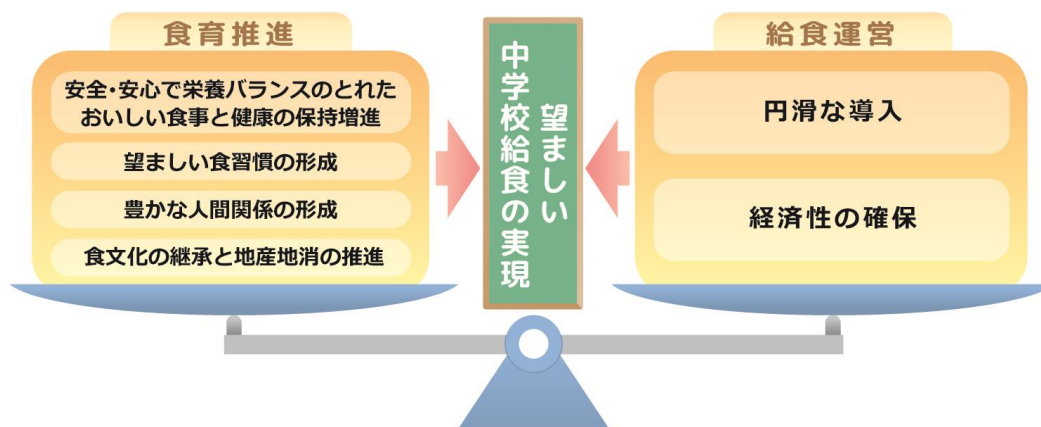 食育推進
安全・安心で栄養バランスのとれた
おいしい食事と健康の保持増進
望ましい食習慣の形成
豊かな人間関係の形成
食文化の継承と地産地消の推進
望ましい
中学校給食の実現
給食運営
円滑な導入
経済性の確保